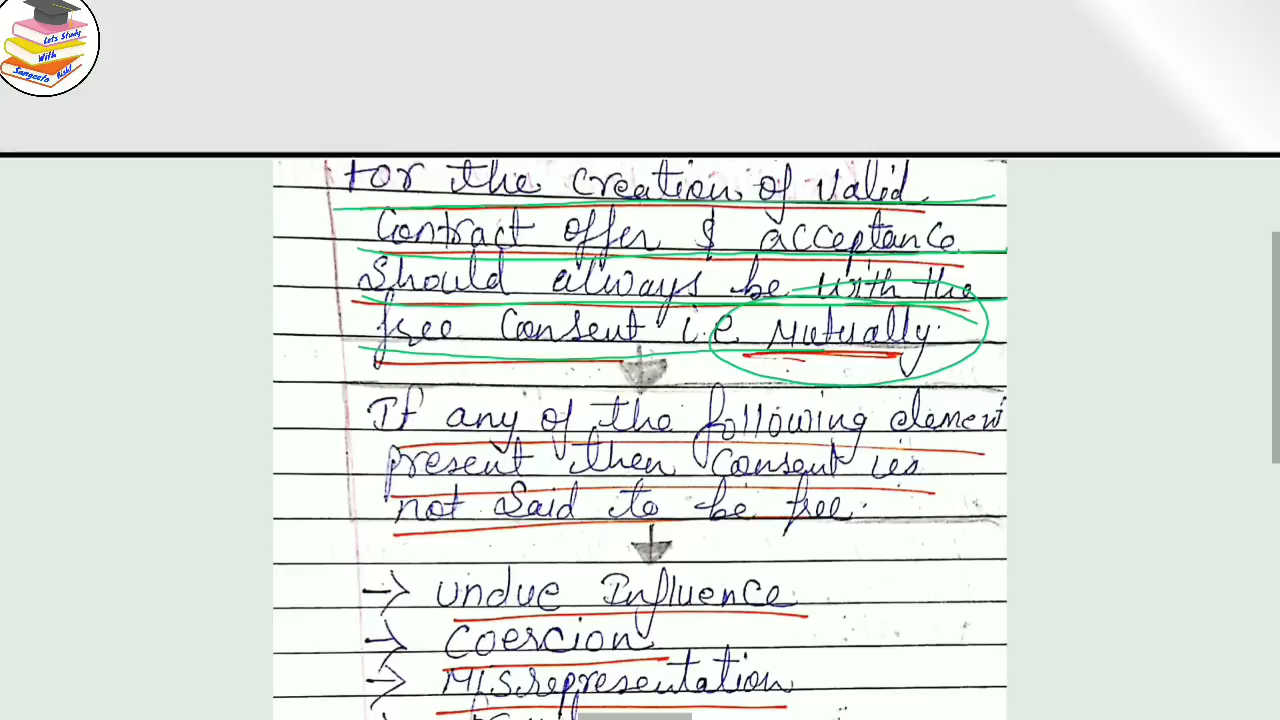 Let's Study
With
Sangeeta Bisht
For the creation of valid
Contract offer & acceptance
Should always be with the
free Consent i.e Mutually.
If any of the following element
present then consent is
not Said to be free.
→ Undue Influence
→ Coercion
→ Misrepresentation